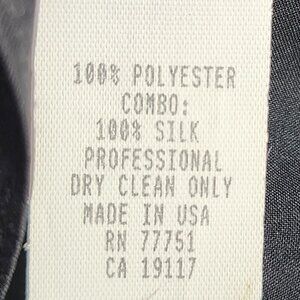 100% POLYESTER
COMBO:
100% SILK
PROFESSIONAL
DRY CLEAN ONLY
MADE IN USA
RN 77751
CA 19117